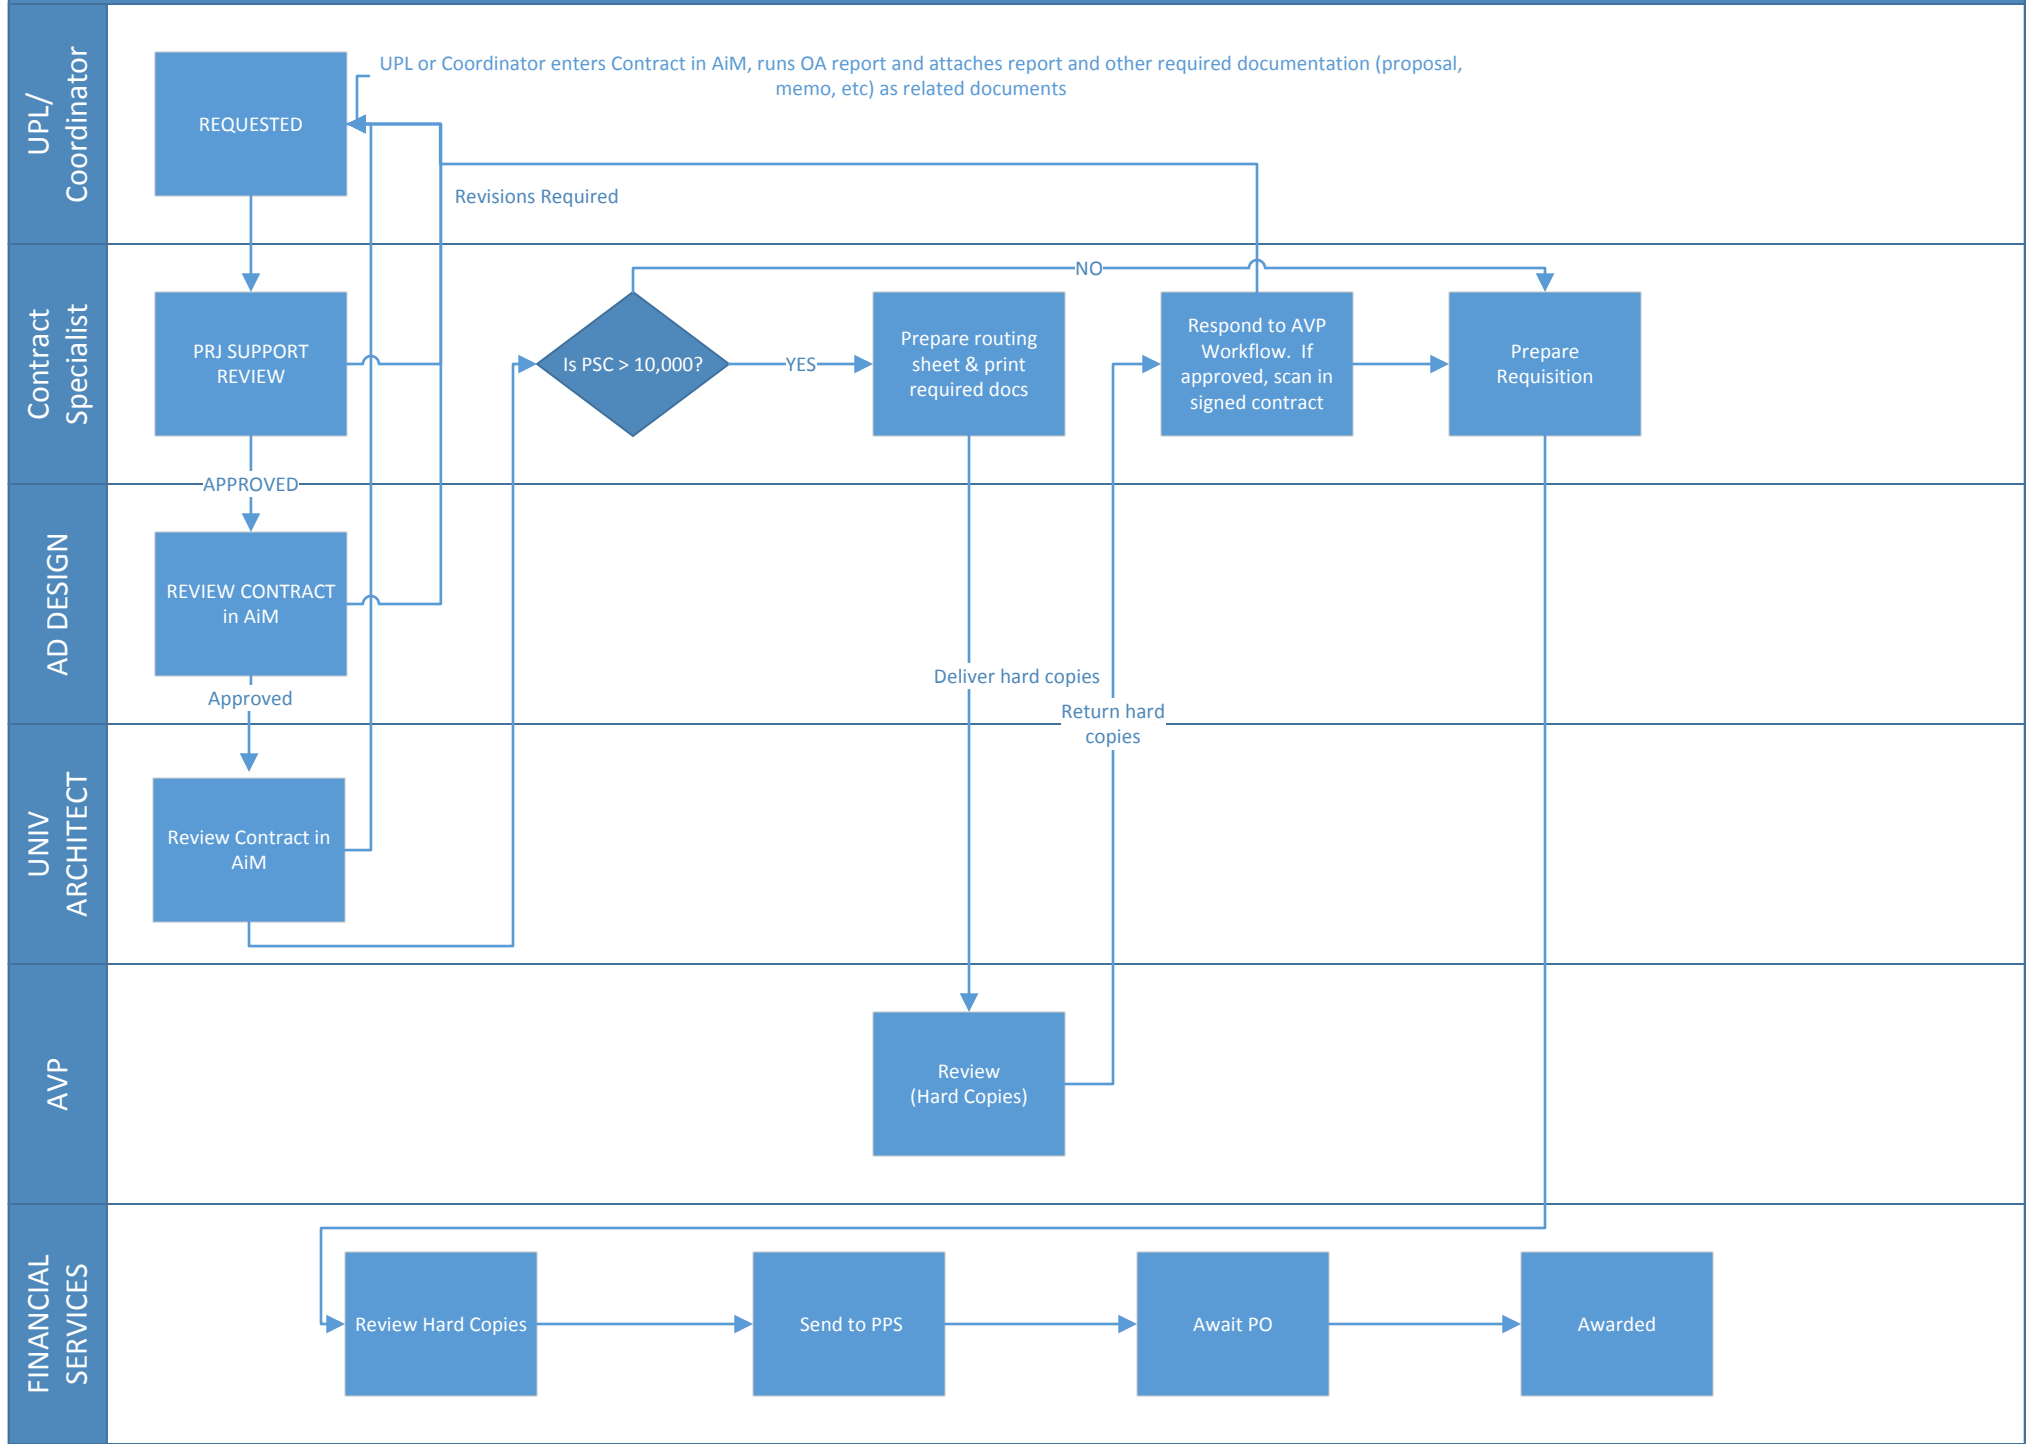 UPL/
Coordinator
REQUESTED
UPL or Coordinator enters Contract in AiM, runs OA report and attaches report and other required documentation (proposal,
memo, etc) as related documents
Revisions Required
Contract
Specialist
PRJ SUPPORT
REVIEW
Is PSC > 10,000?
NO
YES
Prepare routing
sheet & print
required docs
Respond to AVP
Workflow.  If
approved, scan in
signed contract
Prepare
Requisition
APPROVED
AD DESIGN
REVIEW CONTRACT
in AiM
Approved
Deliver hard copies
Return hard
copies
UNIV
ARCHITECT
Review Contract in
AiM
AVP
Review
(Hard Copies)
FINANCIAL
SERVICES
Review Hard Copies
Send to PPS
Await PO
Awarded